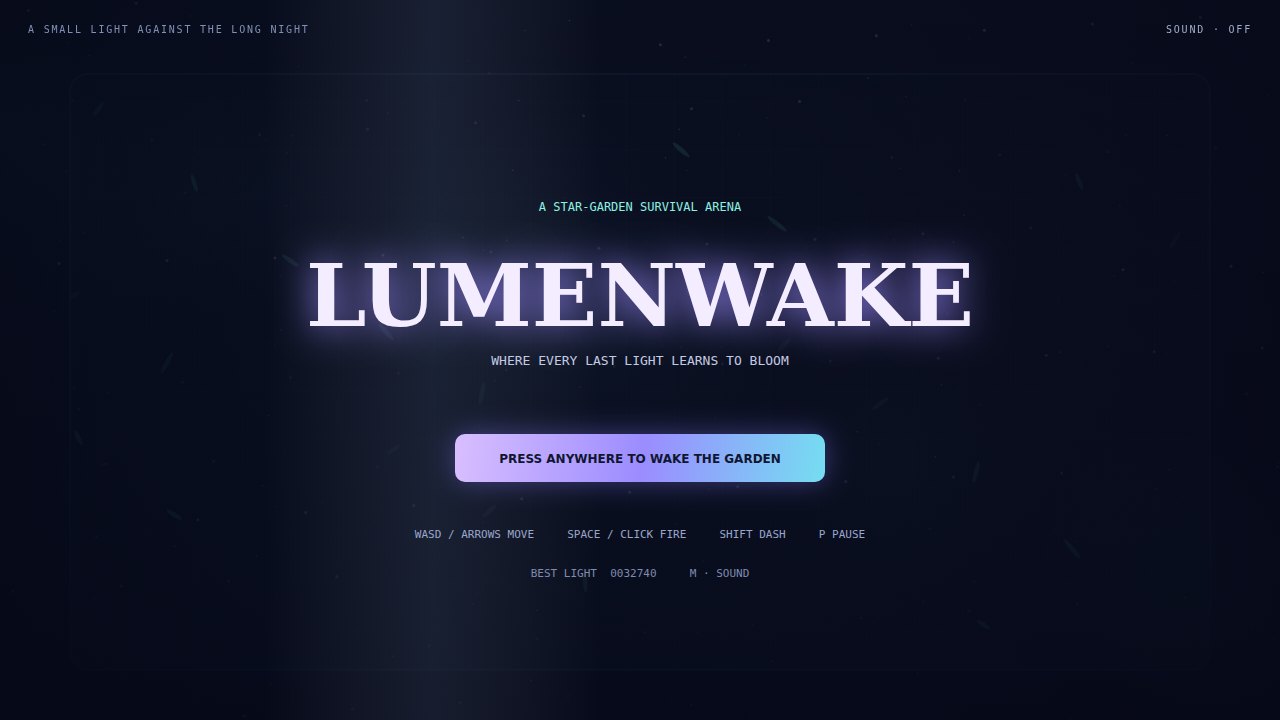 A SMALL LIGHT AGAINST THE LONG NIGHT
SOUND · OFF
A STAR-GARDEN SURVIVAL ARENA
LUMENWAKE
WHERE EVERY LAST LIGHT LEARNS TO BLOOM
PRESS ANYWHERE TO WAKE THE GARDEN
WASD / ARROWS MOVE SPACE / CLICK FIRE SHIFT DASH P PAUSE
BEST LIGHT 0032740 M · SOUND